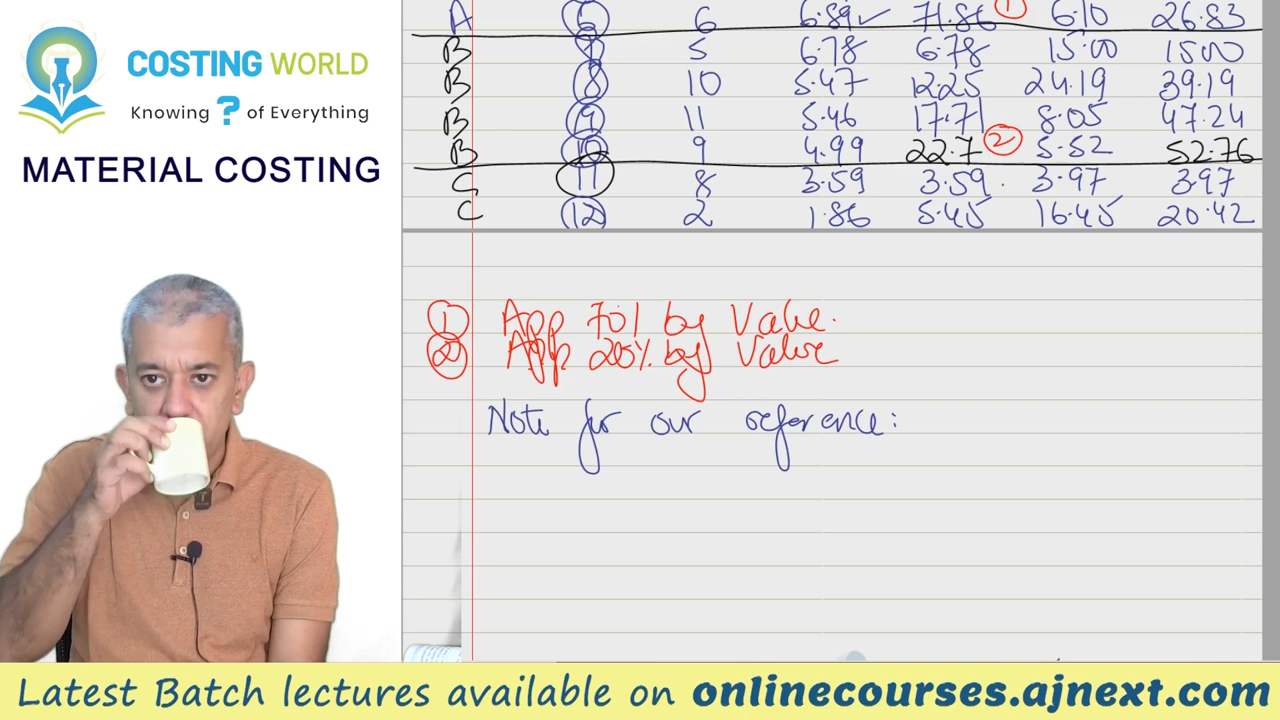 COSTING WORLD
Knowing ? of Everything
MATERIAL COSTING
A 6 6.89✓ 71.86 ① 6.10 26.83
B 5 6.78 6.78 15.00 15.00
B 8 10 5.47 12.25 24.19 39.19
B 9 11 5.46 17.71 8.05 47.24
B 10 9 4.99 22.7 ② 5.52 52.76
C 11 8 3.59 3.59 3.97 3.97
C 12 2 1.86 5.45 16.45 20.42
① App 70% by Value.
② App 20% by Value
Note for our reference:
Latest Batch lectures available on onlinecourses.ajnext.com